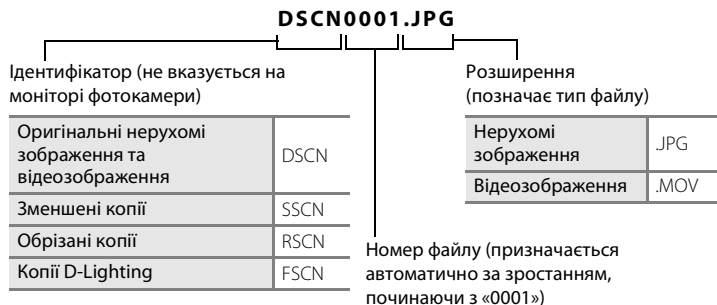 DSCN0001.JPG
Ідентифікатор (не вказується на
моніторі фотокамери)
Оригінальні нерухомі
зображення та
відеозображення
DSCN
Зменшені копії
SSCN
Обрізані копії
RSCN
Копії D-Lighting
FSCN
Розширення
(позначає тип файлу)
Нерухомі
зображення
.JPG
Відеозображення
.MOV
Номер файлу (призначається
автоматично за зростанням,
починаючи з «0001»)